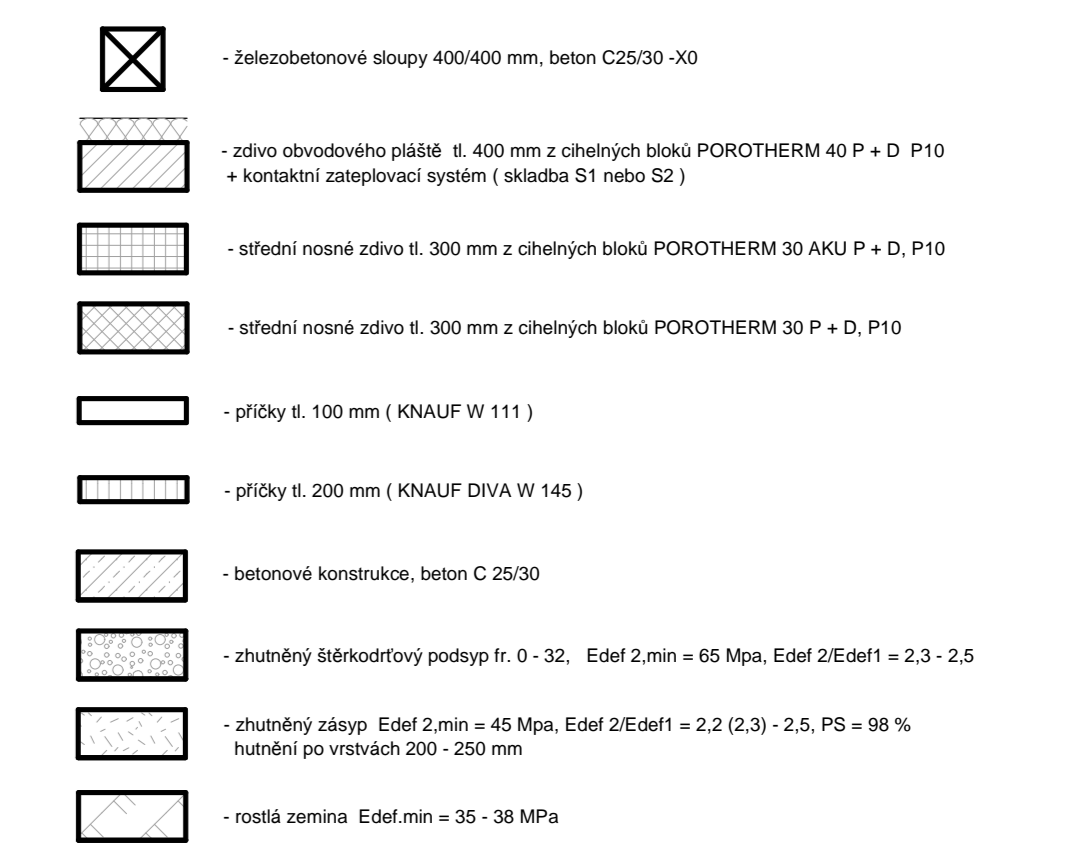 - železobetonové sloupy 400/400 mm, beton C25/30 -X0
- zdivo obvodového pláště tl. 400 mm z cihelných bloků POROTHERM 40 P + D P10
+ kontaktní zateplovací systém ( skladba S1 nebo S2 )
- střední nosné zdivo tl. 300 mm z cihelných bloků POROTHERM 30 AKU P + D, P10
- střední nosné zdivo tl. 300 mm z cihelných bloků POROTHERM 30 P + D, P10
- příčky tl. 100 mm ( KNAUF W 111 )
- příčky tl. 200 mm ( KNAUF DIVA W 145 )
- betonové konstrukce, beton C 25/30
- zhutněný štěrkodrťový podsyp fr. 0 - 32, Edef 2,min = 65 Mpa, Edef 2/Edef1 = 2,3 - 2,5
- zhutněný zásyp Edef 2,min = 45 Mpa, Edef 2/Edef1 = 2,2 (2,3) - 2,5, PS = 98 %
hutnění po vrstvách 200 - 250 mm
- rostlá zemina Edef.min = 35 - 38 MPa